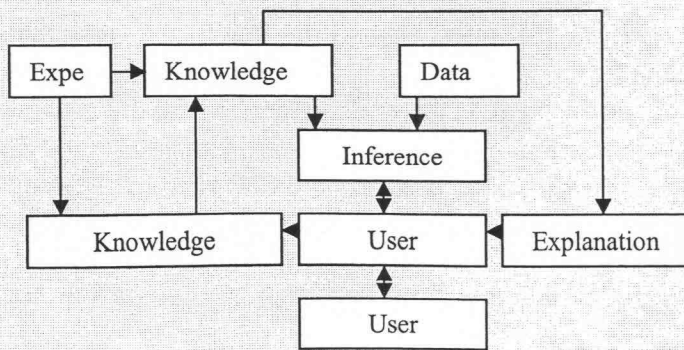 Expe
Knowledge
Data
Inference
Knowledge
User
Explanation
User